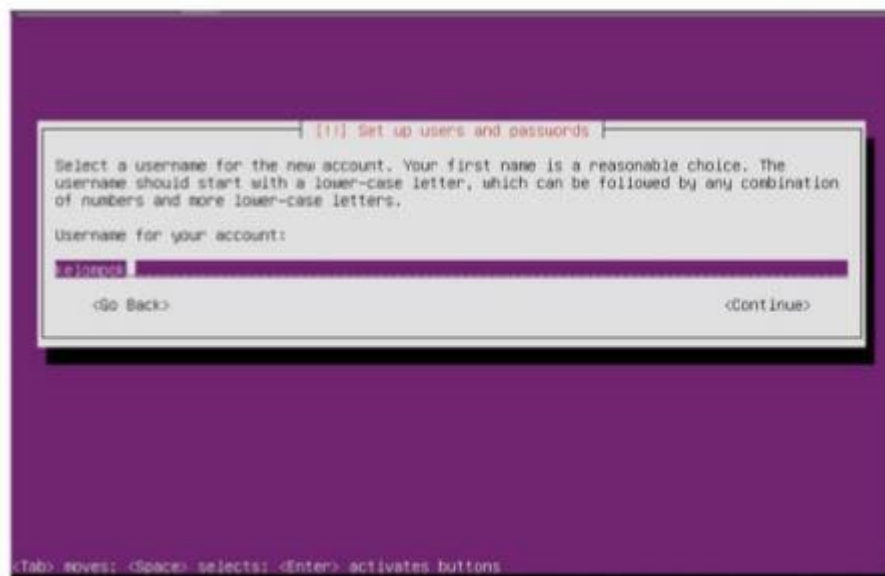 [!!] Set up users and passwords
Select a username for the new account. Your first name is a reasonable choice. The
username should start with a lower-case letter, which can be followed by any combination
of numbers and more lower-case letters.
Username for your account:
kelompok
<Go Back> <Continue>
<Tab> moves; <Space> selects; <Enter> activates buttons